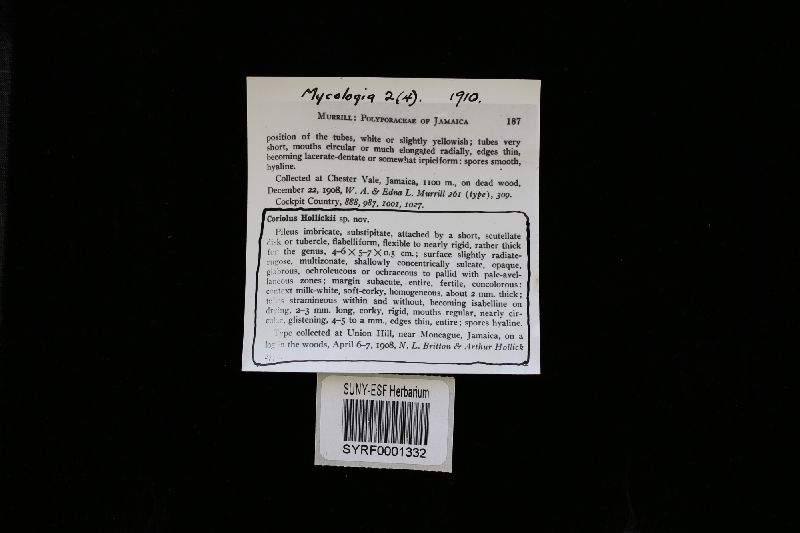 Mycologia 2(4). 1910.
MURRILL: POLYPORACEAE OF JAMAICA 187
position of the tubes, white or slightly yellowish; tubes very
short, mouths circular or much elongated radially, edges thin,
becoming lacerate-dentate or somewhat irpiciform: spores smooth,
hyaline.
Collected at Chester Vale, Jamaica, 1100 m., on dead wood,
December 22, 1908, W. A. & Edna L. Murrill 261 (type), 309.
Cockpit Country, 888, 987, 1001, 1027.
Coriolus Hollickii sp. nov.
Pileus imbricate, substipitate, attached by a short, scutellate
disk or tubercle, flabelliform, flexible to nearly rigid, rather thick
for the genus, 4-6 × 5-7 × 0.5 cm.; surface slightly radiate-
rugose, multizonate, shallowly concentrically sulcate, opaque,
glabrous, ochroleucous or ochraceous to pallid with pale-avel-
laneous zones; margin subacute, entire, fertile, concolorous:
context milk-white, soft-corky, homogeneous, about 2 mm. thick;
tubes stramineous within and without, becoming isabelline on
drying, 2-3 mm. long, corky, rigid, mouths regular, nearly cir-
cular, glistening, 4-5 to a mm., edges thin, entire; spores hyaline.
Type collected at Union Hill, near Moneague, Jamaica, on a
log in the woods, April 6-7, 1908, N. L. Britton & Arthur Hollick
SUNY-ESF Herbarium
SYRF0001332